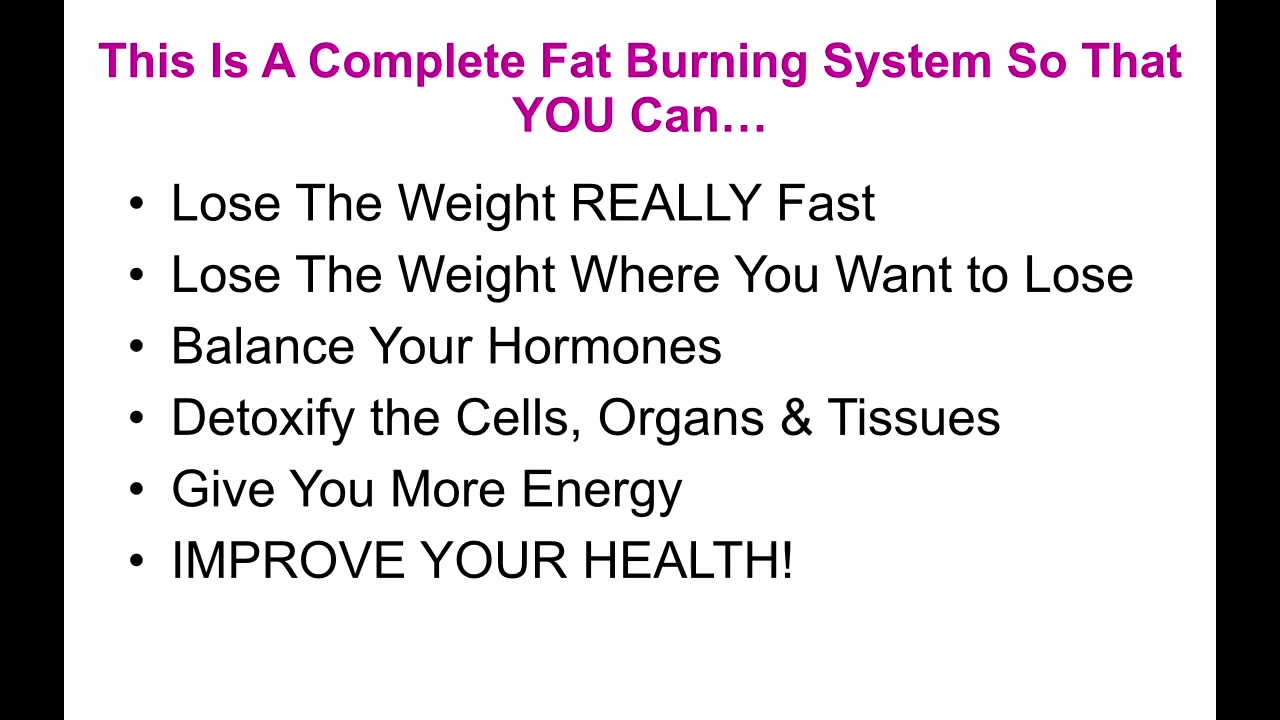 This Is A Complete Fat Burning System So That
YOU Can…
• Lose The Weight REALLY Fast
• Lose The Weight Where You Want to Lose
• Balance Your Hormones
• Detoxify the Cells, Organs & Tissues
• Give You More Energy
• IMPROVE YOUR HEALTH!